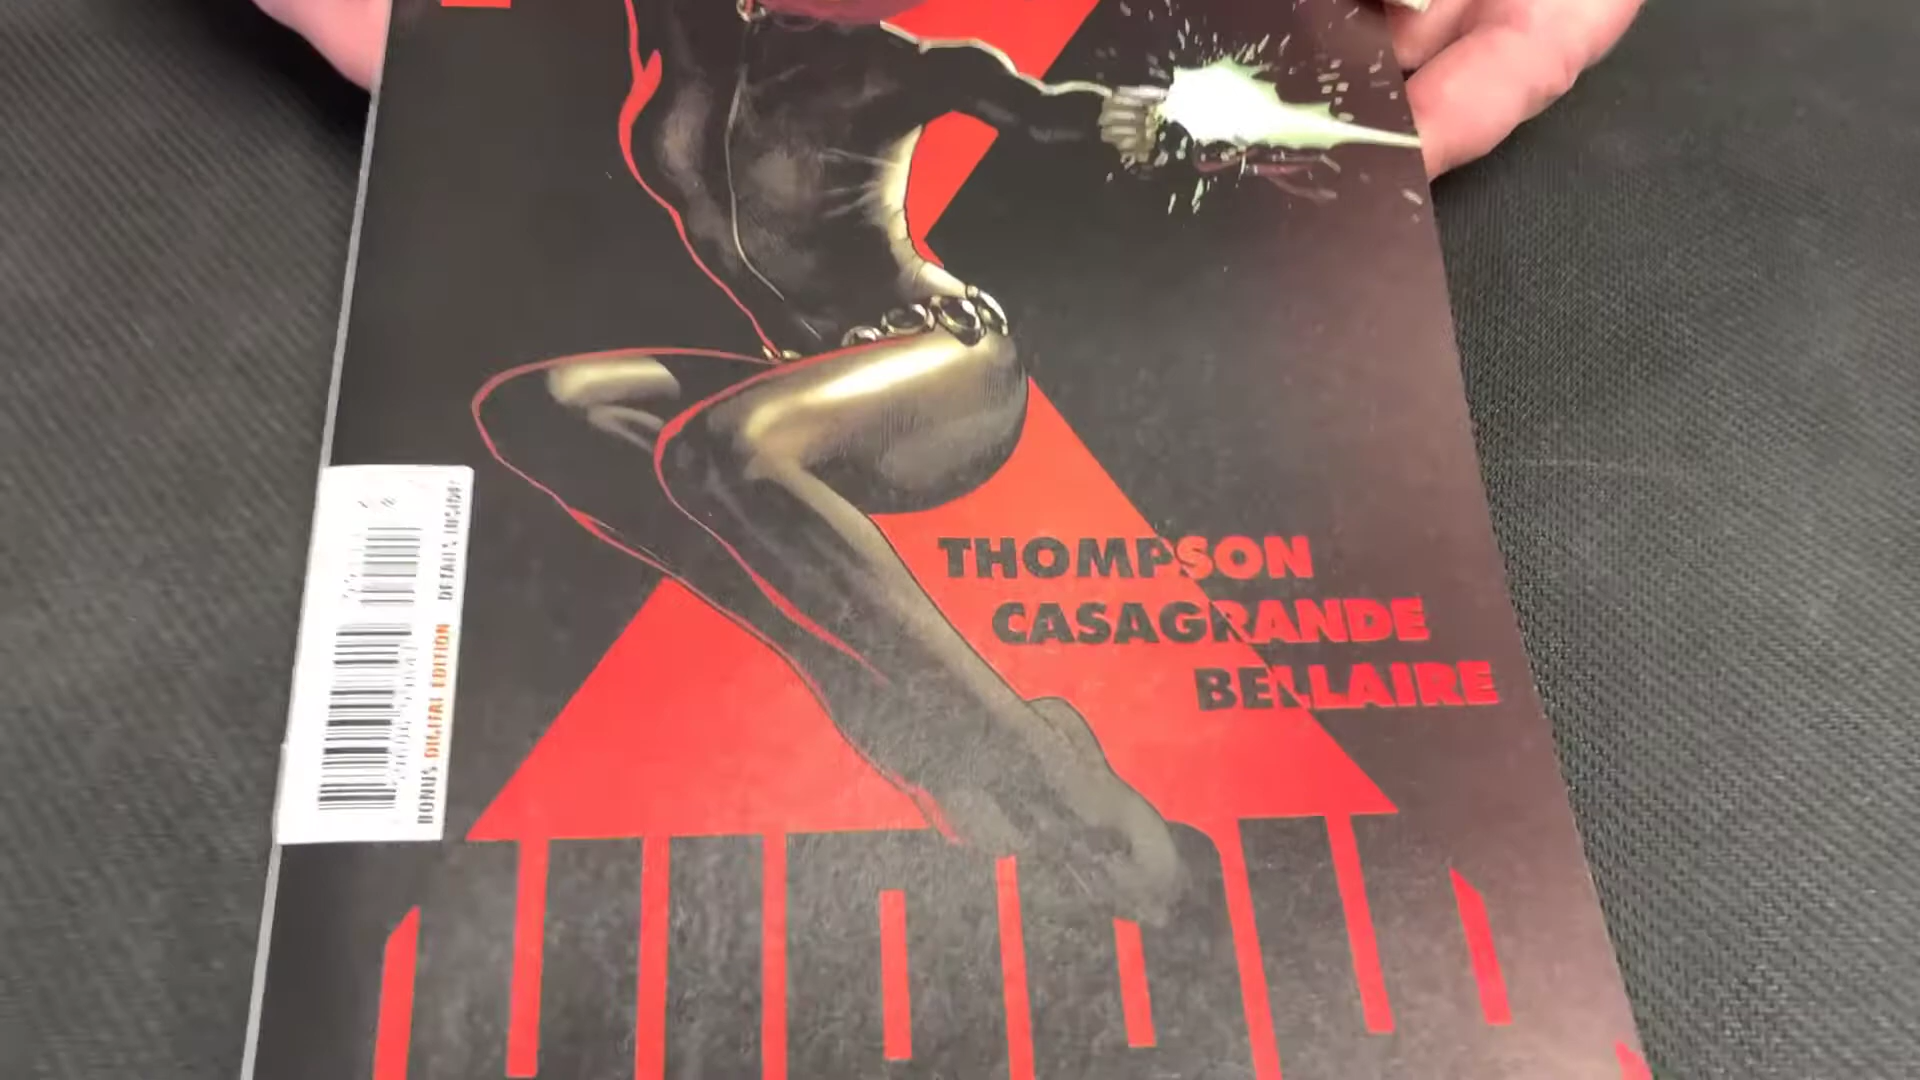 THOMPSON
CASAGRANDE
BELLAIRE
BONUS DIGITAL EDITION DETAILS INSIDE!